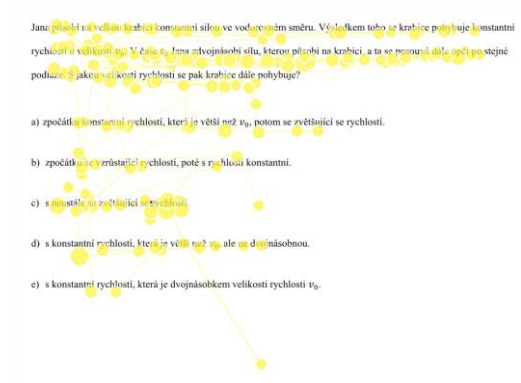 Jana působí na velkou krabici konstantní silou ve vodorovném směru. Výsledkem toho se krabice pohybuje konstantní
rychlostí o velikosti v₀. V čase t₀ Jana zdvojnásobí sílu, kterou působí na krabici, a ta se posouvá dále opět po stejné
podlaze. S jakou velikostí rychlosti se pak krabice dále pohybuje?
a) zpočátku konstantní rychlostí, která je větší než v₀, potom se zvětšující se rychlostí.
b) zpočátku se vzrůstající rychlostí, poté s rychlostí konstantní.
c) s neustále se zvětšující se rychlostí.
d) s konstantní rychlostí, která je větší než v₀, ale ne dvojnásobnou.
e) s konstantní rychlostí, která je dvojnásobkem velikosti rychlosti v₀.